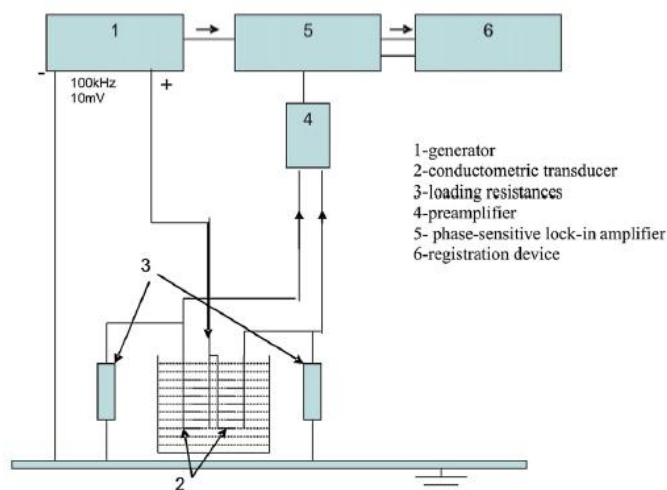 1
5
6
-
100kHz
10mV
+
4
1-generator
2-conductometric transducer
3-loading resistances
4-preamplifier
5- phase-sensitive lock-in amplifier
6-registration device
3
2